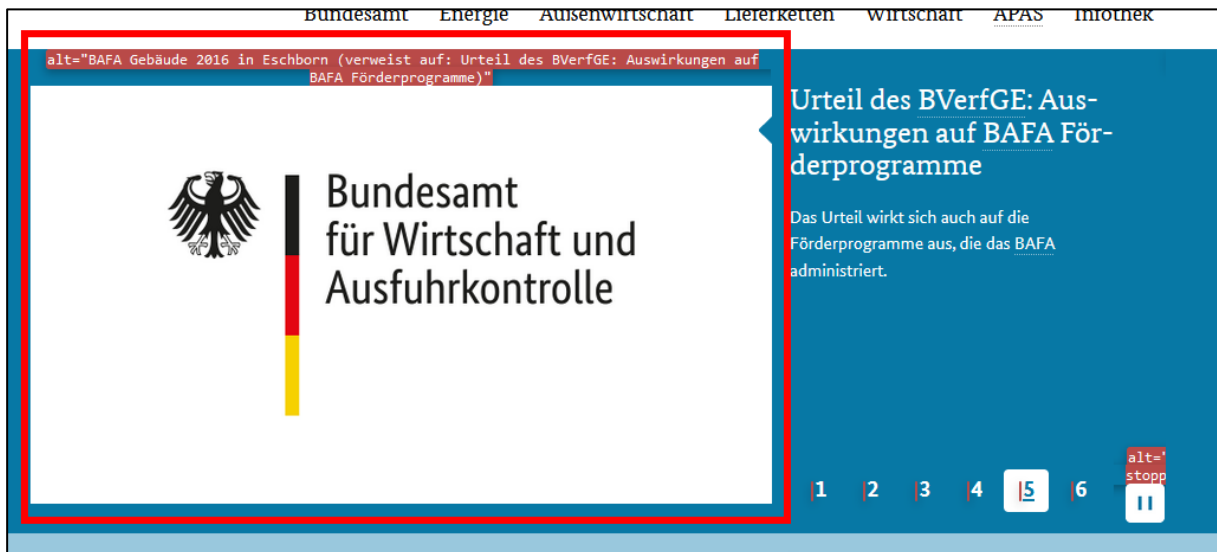 Bundesamt Energie Außenwirtschaft Lieferketten Wirtschaft APAS Infothek
alt="BAFA Gebäude 2016 in Eschborn (verweist auf: Urteil des BVerfGE: Auswirkungen auf
BAFA Förderprogramme)"
Bundesamt
für Wirtschaft und
Ausfuhrkontrolle
Urteil des BVerfGE: Aus-
wirkungen auf BAFA För-
derprogramme
Das Urteil wirkt sich auch auf die
Förderprogramme aus, die das BAFA
administriert.
alt='
stopp
1 2 3 4 5 6